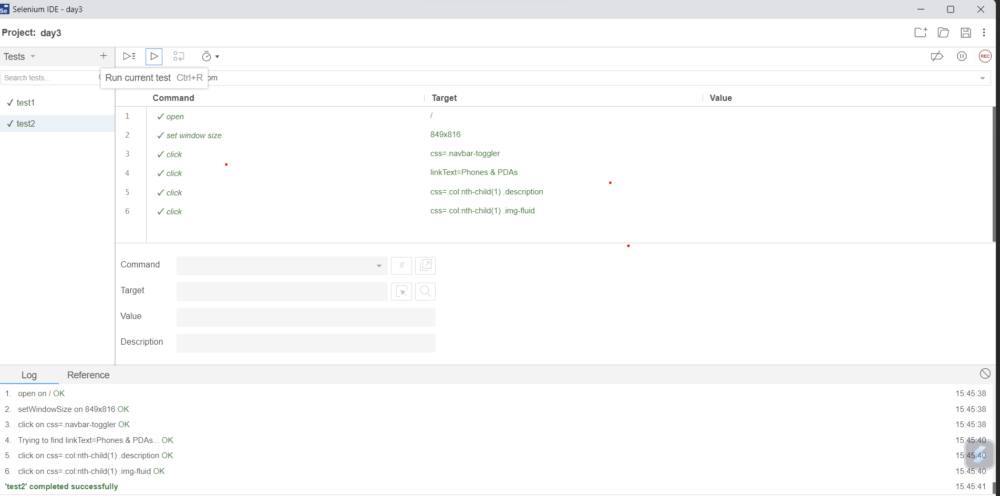 Se Selenium IDE - day3
Project: day3
Tests
Search tests...
Run current test Ctrl+R
om
REC
test1
test2
Command Target Value
1 open /
2 set window size 849x816
3 click css=.navbar-toggler
4 click linkText=Phones & PDAs
5 click css=.col:nth-child(1) .description
6 click css=.col:nth-child(1) .img-fluid
Command //
Target
Value
Description
Log Reference
1. open on / OK 15:45:38
2. setWindowSize on 849x816 OK 15:45:38
3. click on css=.navbar-toggler OK 15:45:38
4. Trying to find linkText=Phones & PDAs... OK 15:45:40
5. click on css=.col:nth-child(1) .description OK 15:45:40
6. click on css=.col:nth-child(1) .img-fluid OK 15:45:40
'test2' completed successfully 15:45:41